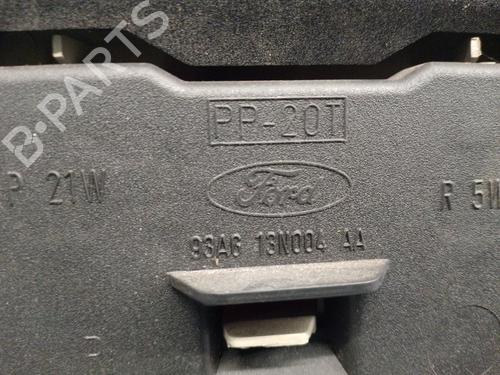 B-PARTS
PP-20T
P 21W
Ford
R 5W
93AG 13N004 AA